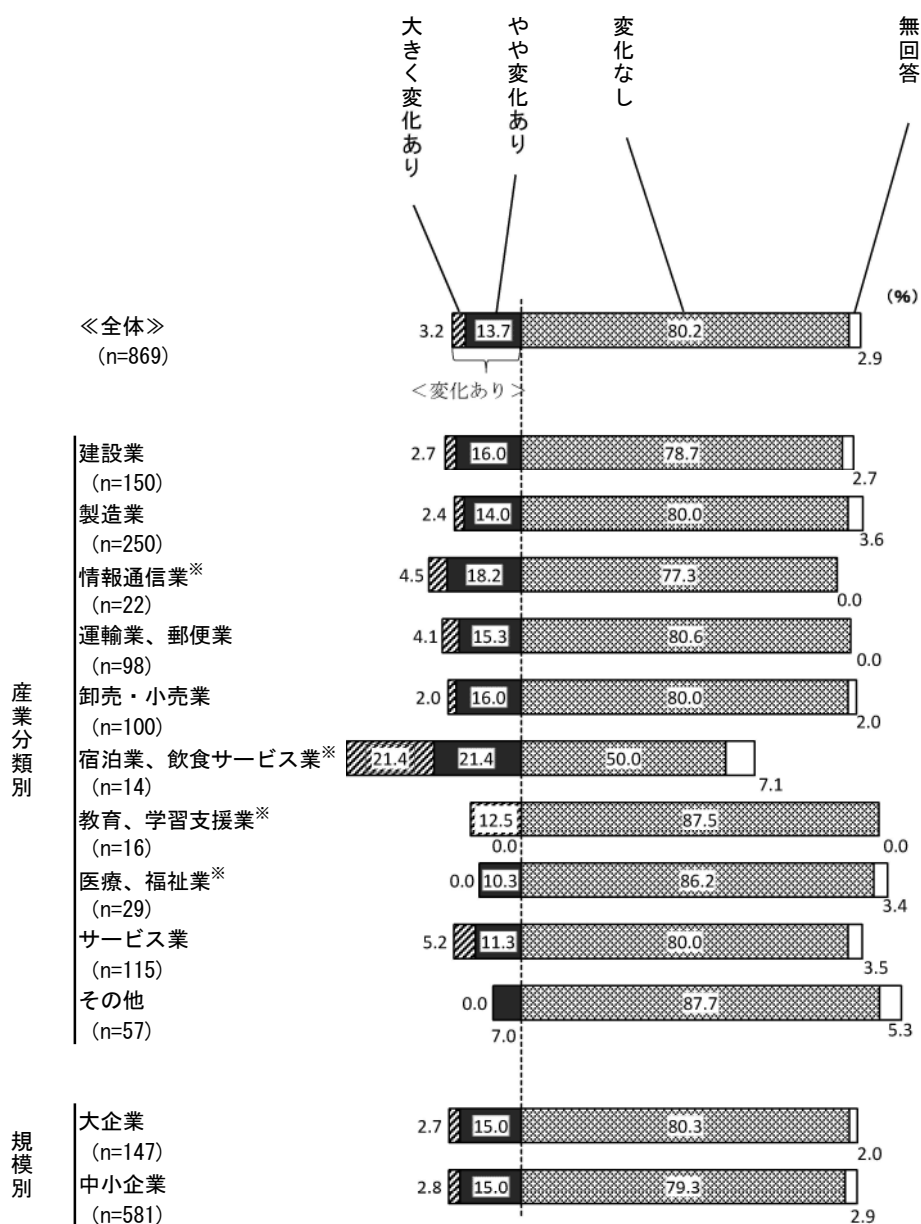 大きく変化あり
やや変化あり
変化なし
無回答
(%)
≪全体≫
(n=869)
3.2 13.7 80.2 2.9
＜変化あり＞
産業分類別
建設業
(n=150)
2.7 16.0 78.7 2.7
製造業
(n=250)
2.4 14.0 80.0 3.6
情報通信業※
(n=22)
4.5 18.2 77.3 0.0
運輸業、郵便業
(n=98)
4.1 15.3 80.6 0.0
卸売・小売業
(n=100)
2.0 16.0 80.0 2.0
宿泊業、飲食サービス業※
(n=14)
21.4 21.4 50.0 7.1
教育、学習支援業※
(n=16)
12.5 0.0 87.5 0.0
医療、福祉業※
(n=29)
0.0 10.3 86.2 3.4
サービス業
(n=115)
5.2 11.3 80.0 3.5
その他
(n=57)
0.0 7.0 87.7 5.3
規模別
大企業
(n=147)
2.7 15.0 80.3 2.0
中小企業
(n=581)
2.8 15.0 79.3 2.9